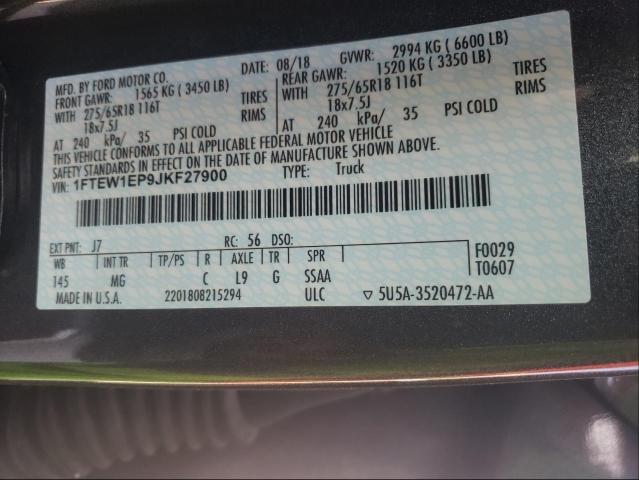 MFD. BY FORD MOTOR CO. DATE: 08/18 GVWR: 2994 KG ( 6600 LB)
FRONT GAWR: 1565 KG ( 3450 LB) REAR GAWR: 1520 KG ( 3350 LB)
WITH 275/65R18 116T TIRES WITH 275/65R18 116T TIRES
18x7.5J RIMS 18x7.5J RIMS
AT 240 kPa/ 35 PSI COLD AT 240 kPa/ 35 PSI COLD
THIS VEHICLE CONFORMS TO ALL APPLICABLE FEDERAL MOTOR VEHICLE
SAFETY STANDARDS IN EFFECT ON THE DATE OF MANUFACTURE SHOWN ABOVE.
VIN: 1FTEW1EP9JKF27900 TYPE: Truck
EXT PNT: J7 RC: 56 DSO: F0029
WB INT TR TP/PS R AXLE TR SPR T0607
145 MG C L9 G SSAA
MADE IN U.S.A. 2201808215294 ULC ▽ 5U5A-3520472-AA